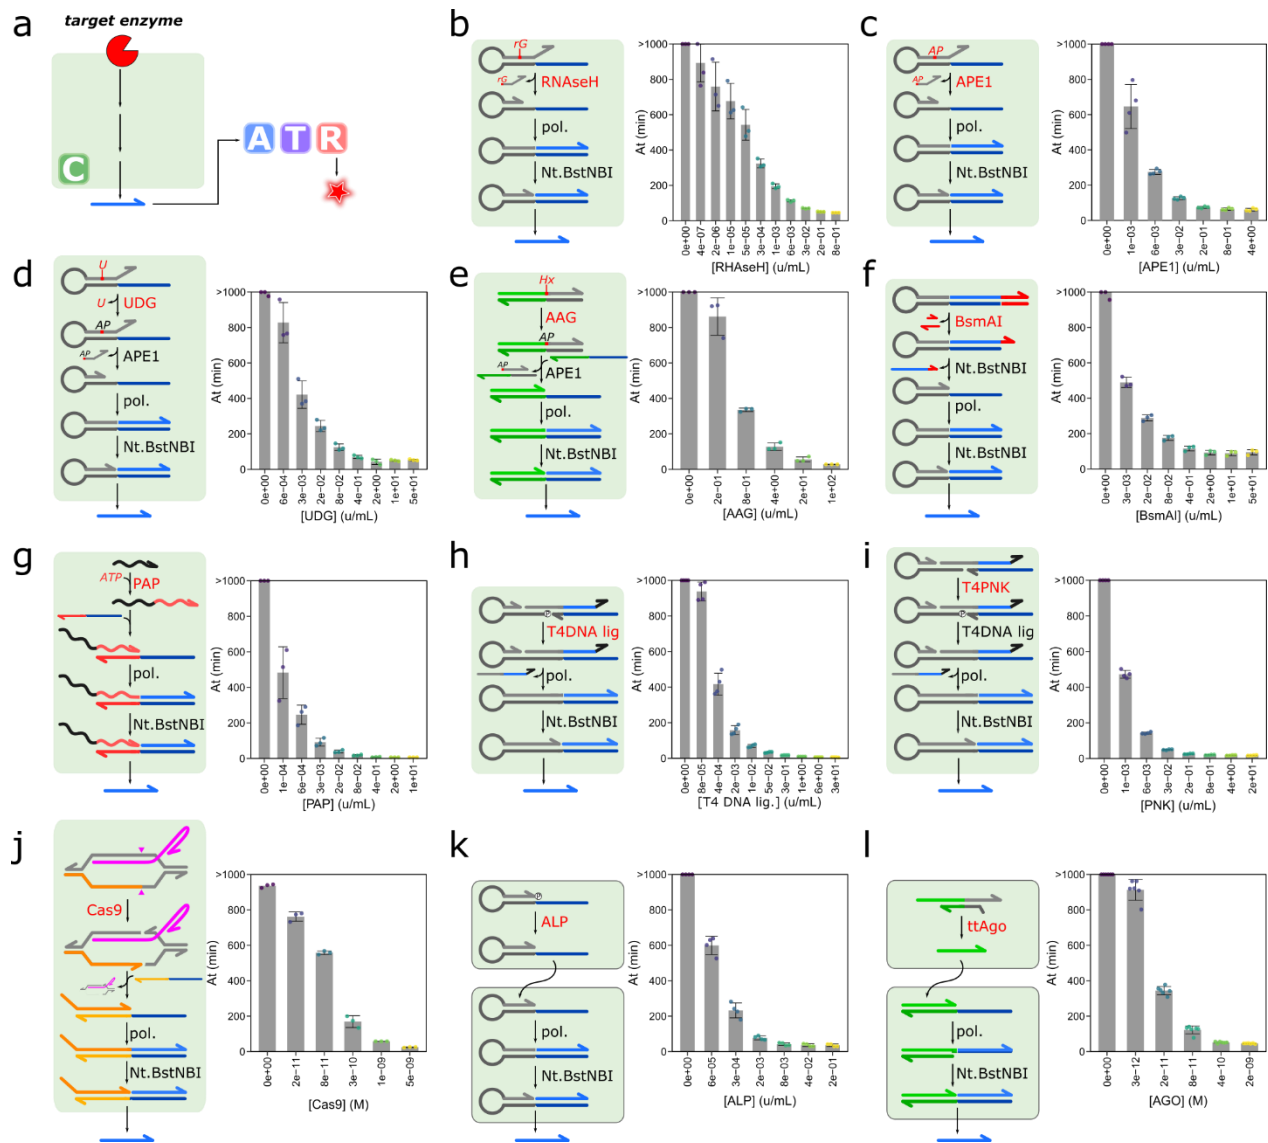 a
target enzyme
C
A T R
b
rG
rG
RNAseH
pol.
Nt.BstNBI
At (min)
>1000
800
600
400
200
0
0e+00
4e-07
2e-06
1e-05
5e-05
3e-04
1e-03
6e-03
3e-02
2e-01
8e-01
[RHAseH] (u/mL)
c
AP
AP
APE1
pol.
Nt.BstNBI
At (min)
>1000
800
600
400
200
0
0e+00
1e-03
6e-03
3e-02
2e-01
8e-01
4e+00
[APE1] (u/mL)
d
U
U
UDG
AP
AP
APE1
pol.
Nt.BstNBI
At (min)
>1000
800
600
400
200
0
0e+00
6e-04
3e-03
2e-02
8e-02
4e-01
2e+00
1e+01
5e+01
[UDG] (u/mL)
e
Hx
AAG
AP
AP
APE1
pol.
Nt.BstNBI
At (min)
>1000
800
600
400
200
0
0e+00
2e-01
8e-01
4e+00
2e+01
1e+02
[AAG] (u/mL)
f
BsmAI
Nt.BstNBI
pol.
Nt.BstNBI
At (min)
>1000
800
600
400
200
0
0e+00
3e-03
2e-02
8e-02
4e-01
2e+00
1e+01
5e+01
[BsmAI] (u/mL)
g
ATP
PAP
pol.
Nt.BstNBI
At (min)
>1000
800
600
400
200
0
0e+00
1e-04
6e-04
3e-03
2e-02
8e-02
4e-01
2e+00
1e+01
[PAP] (u/mL)
h
P
T4DNA lig
pol.
Nt.BstNBI
At (min)
>1000
800
600
400
200
0
0e+00
8e-05
4e-04
2e-03
1e-02
5e-02
3e-01
1e+00
6e+00
3e+01
[T4 DNA lig.] (u/mL)
i
T4PNK
P
T4DNA lig
pol.
Nt.BstNBI
At (min)
>1000
800
600
400
200
0
0e+00
1e-03
6e-03
3e-02
2e-01
8e-01
4e+00
2e+01
[PNK] (u/mL)
j
Cas9
pol.
Nt.BstNBI
At (min)
>1000
800
600
400
200
0
0e+00
2e-11
8e-11
3e-10
1e-09
5e-09
[Cas9] (M)
k
P
ALP
pol.
Nt.BstNBI
At (min)
>1000
800
600
400
200
0
0e+00
6e-05
3e-04
2e-03
8e-03
4e-02
2e-01
[ALP] (u/mL)
l
ttAgo
pol.
Nt.BstNBI
At (min)
>1000
800
600
400
200
0
0e+00
3e-12
2e-11
8e-11
4e-10
2e-09
[AGO] (M)